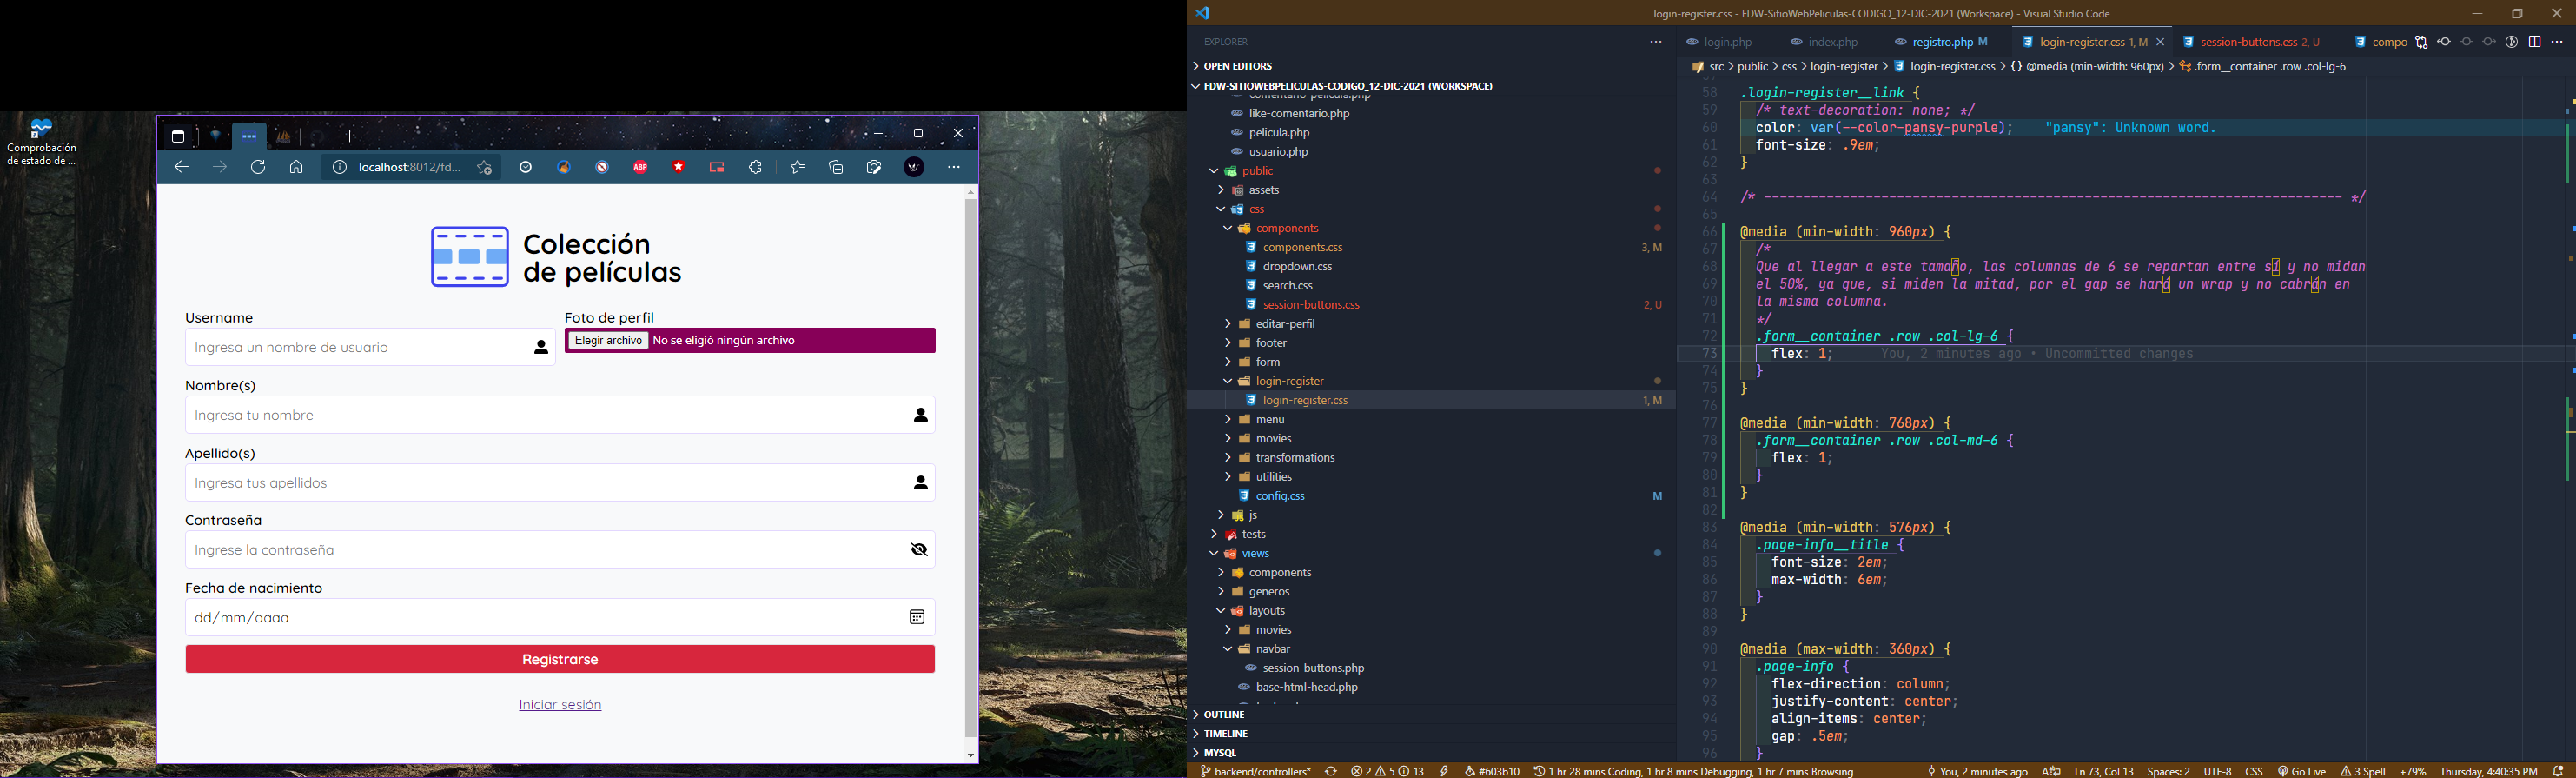 Comprobación
de estado de ...
localhost:8012/fd...
ABP
Colección
de películas
Username
Ingresa un nombre de usuario
Foto de perfil
Elegir archivo No se eligió ningún archivo
Nombre(s)
Ingresa tu nombre
Apellido(s)
Ingresa tus apellidos
Contraseña
Ingrese la contraseña
Fecha de nacimiento
dd/mm/aaaa
Registrarse
Iniciar sesión
login-register.css - FDW-SitioWebPeliculas-CODIGO_12-DIC-2021 (Workspace) - Visual Studio Code
EXPLORER
OPEN EDITORS
FDW-SITIOWEBPELICULAS-CODIGO_12-DIC-2021 (WORKSPACE)
comentario-pelicula.php
like-comentario.php
pelicula.php
usuario.php
public
assets
css
components
components.css 3, M
dropdown.css
search.css
session-buttons.css 2, U
editar-perfil
footer
form
login-register
login-register.css 1, M
menu
movies
transformations
utilities
config.css M
js
tests
views
components
generos
layouts
movies
navbar
session-buttons.php
base-html-head.php
OUTLINE
TIMELINE
MYSQL
login.php index.php registro.php M login-register.css 1, M session-buttons.css 2, U compo
src > public > css > login-register > login-register.css > {} @media (min-width: 960px) > .form__container .row .col-lg-6
58 .login-register__link {
59 /* text-decoration: none; */
60 color: var(--color-pansy-purple); "pansy": Unknown word.
61 font-size: .9em;
62 }
63
64 /* -------------------------------------------------------------------------- */
65
66 @media (min-width: 960px) {
67 /*
68 Que al llegar a este tamaño, las columnas de 6 se repartan entre sí y no midan
69 el 50%, ya que, si miden la mitad, por el gap se hará un wrap y no cabrán en
70 la misma columna.
71 */
72 .form__container .row .col-lg-6 {
73 flex: 1; You, 2 minutes ago • Uncommitted changes
74 }
75 }
76
77 @media (min-width: 768px) {
78 .form__container .row .col-md-6 {
79 flex: 1;
80 }
81 }
82
83 @media (min-width: 576px) {
84 .page-info__title {
85 font-size: 2em;
86 max-width: 6em;
87 }
88 }
89
90 @media (max-width: 360px) {
91 .page-info {
92 flex-direction: column;
93 justify-content: center;
94 align-items: center;
95 gap: .5em;
96 }
backend/controllers* 2 5 13 #603b10 1 hr 28 mins Coding, 1 hr 8 mins Debugging, 1 hr 7 mins Browsing You, 2 minutes ago Ln 73, Col 13 Spaces: 2 UTF-8 CSS Go Live 3 Spell +79% Thursday, 4:40:35 PM